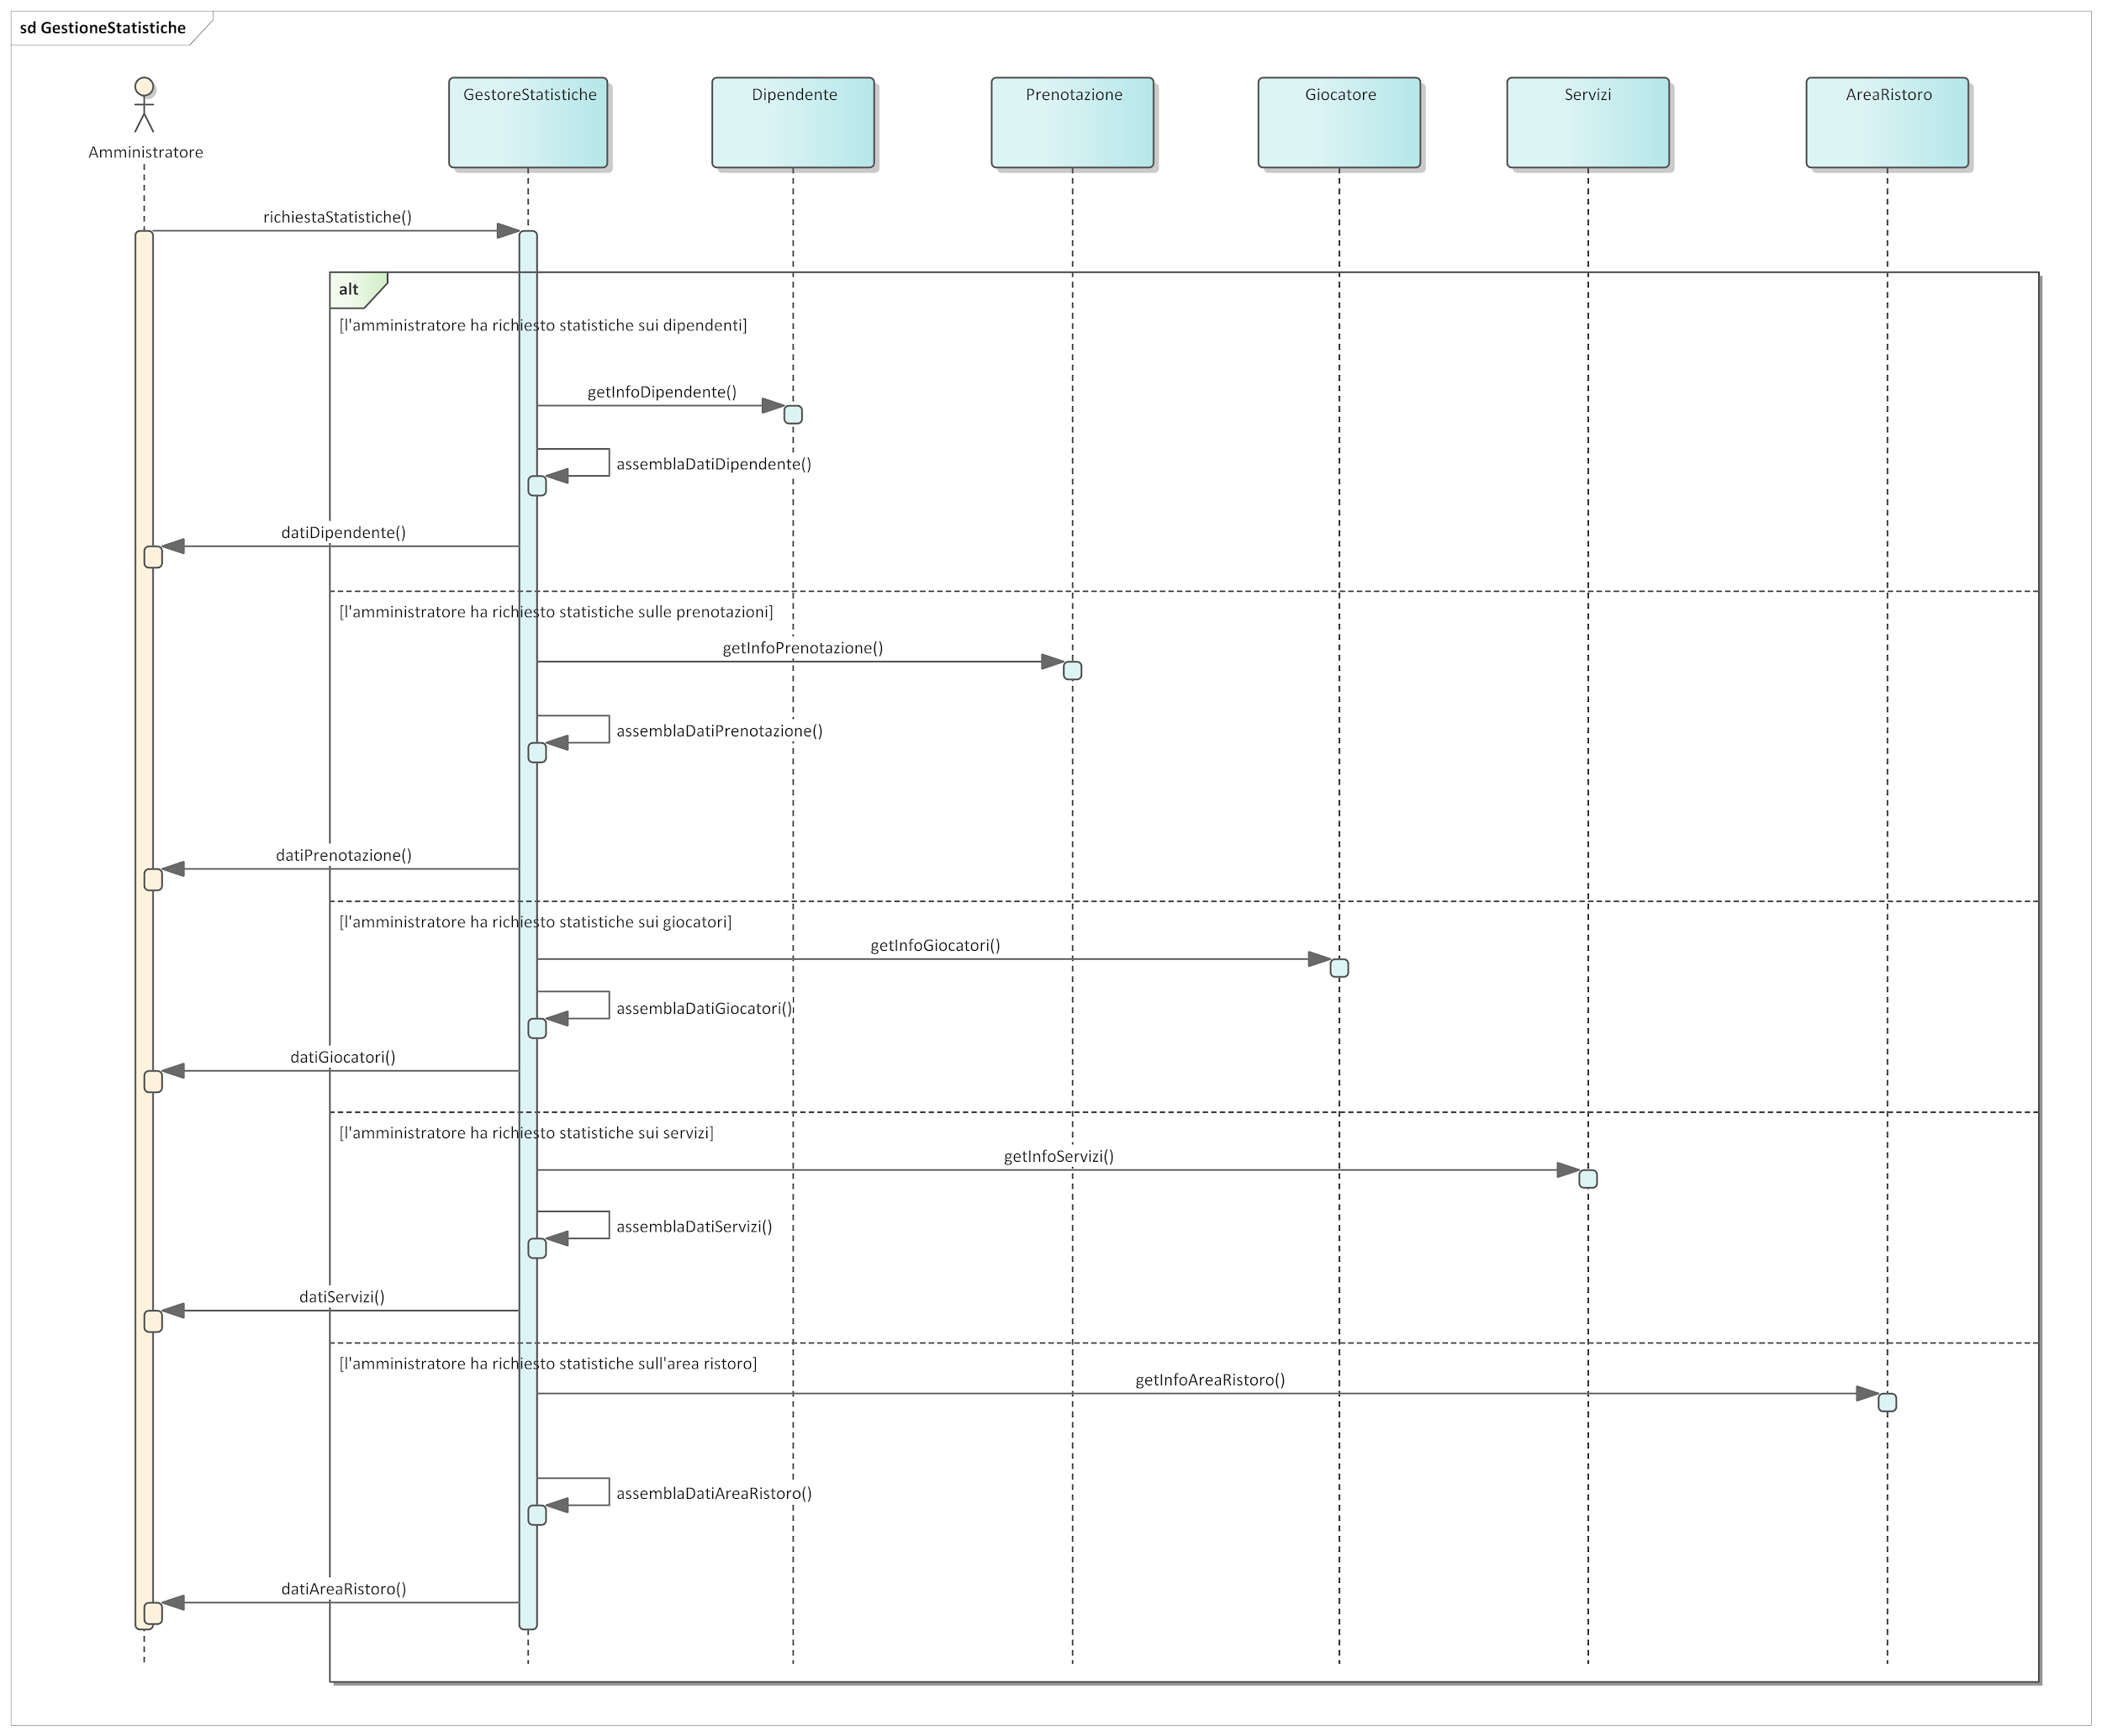 sd GestioneStatistiche
Amministratore
GestoreStatistiche
Dipendente
Prenotazione
Giocatore
Servizi
AreaRistoro
richiestaStatistiche()
alt
[l'amministratore ha richiesto statistiche sui dipendenti]
getInfoDipendente()
assemblaDatiDipendente()
datiDipendente()
[l'amministratore ha richiesto statistiche sulle prenotazioni]
getInfoPrenotazione()
assemblaDatiPrenotazione()
datiPrenotazione()
[l'amministratore ha richiesto statistiche sui giocatori]
getInfoGiocatori()
assemblaDatiGiocatori()
datiGiocatori()
[l'amministratore ha richiesto statistiche sui servizi]
getInfoServizi()
assemblaDatiServizi()
datiServizi()
[l'amministratore ha richiesto statistiche sull'area ristoro]
getInfoAreaRistoro()
assemblaDatiAreaRistoro()
datiAreaRistoro()